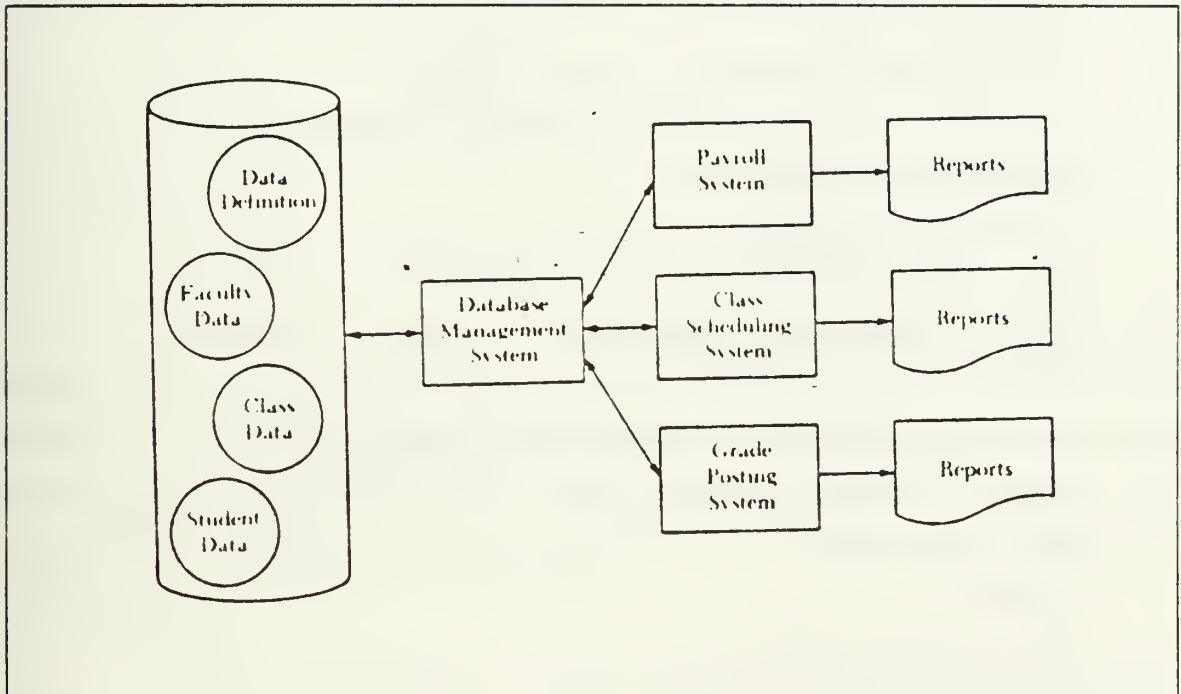 Data
Definition
Faculty
Data
Class
Data
Student
Data
Database
Management
System
Payroll
System
Reports
Class
Scheduling
System
Reports
Grade
Posting
System
Reports